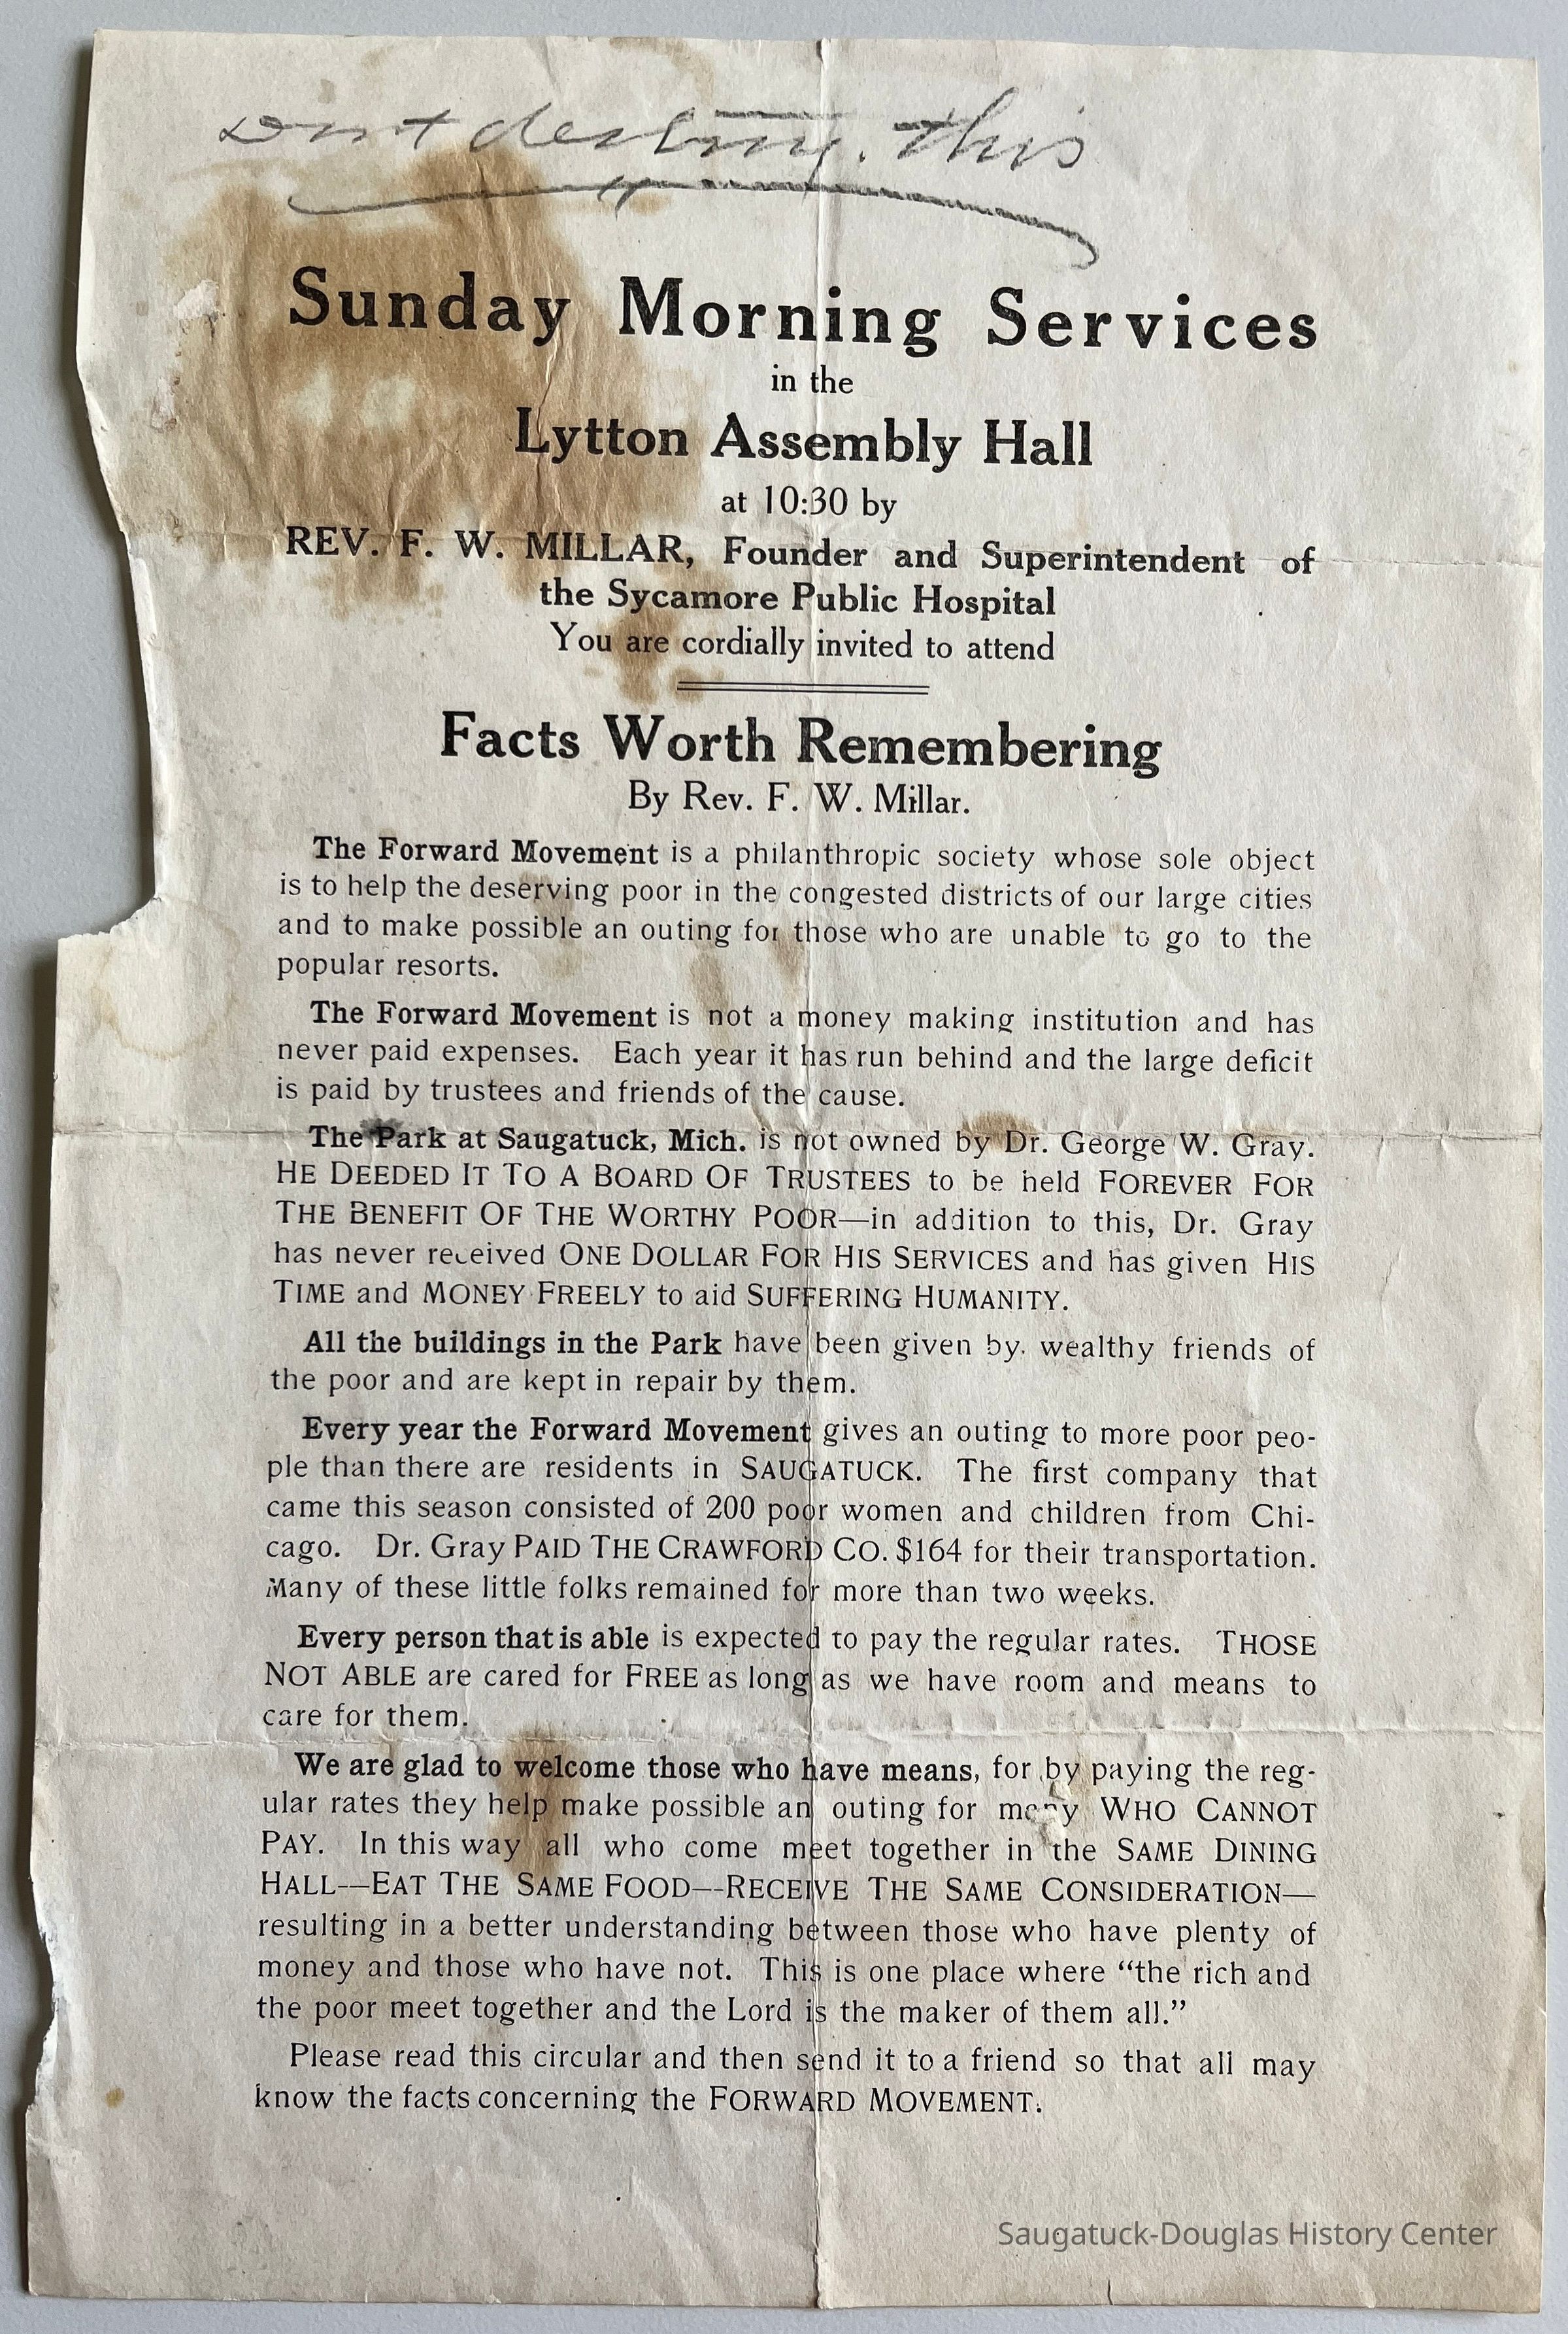 Dont destroy. this
Sunday Morning Services
in the
Lytton Assembly Hall
at 10:30 by
REV. F. W. MILLAR, Founder and Superintendent of
the Sycamore Public Hospital
You are cordially invited to attend
Facts Worth Remembering
By Rev. F. W. Millar.
The Forward Movement is a philanthropic society whose sole object
is to help the deserving poor in the congested districts of our large cities
and to make possible an outing for those who are unable to go to the
popular resorts.
The Forward Movement is not a money making institution and has
never paid expenses. Each year it has run behind and the large deficit
is paid by trustees and friends of the cause.
The Park at Saugatuck, Mich. is not owned by Dr. George W. Gray.
HE DEEDED IT TO A BOARD OF TRUSTEES to be held FOREVER FOR
THE BENEFIT OF THE WORTHY POOR—in addition to this, Dr. Gray
has never received ONE DOLLAR FOR HIS SERVICES and has given HIS
TIME and MONEY FREELY to aid SUFFERING HUMANITY.
All the buildings in the Park have been given by. wealthy friends of
the poor and are kept in repair by them.
Every year the Forward Movement gives an outing to more poor peo-
ple than there are residents in SAUGATUCK. The first company that
came this season consisted of 200 poor women and children from Chi-
cago. Dr. Gray PAID THE CRAWFORD CO. $164 for their transportation.
Many of these little folks remained for more than two weeks.
Every person that is able is expected to pay the regular rates. THOSE
NOT ABLE are cared for FREE as long as we have room and means to
care for them.
We are glad to welcome those who have means, for by paying the reg-
ular rates they help make possible an outing for many WHO CANNOT
PAY. In this way all who come meet together in the SAME DINING
HALL—EAT THE SAME FOOD—RECEIVE THE SAME CONSIDERATION—
resulting in a better understanding between those who have plenty of
money and those who have not. This is one place where “the rich and
the poor meet together and the Lord is the maker of them all.”
Please read this circular and then send it to a friend so that all may
know the facts concerning the FORWARD MOVEMENT.
Saugatuck-Douglas History Center